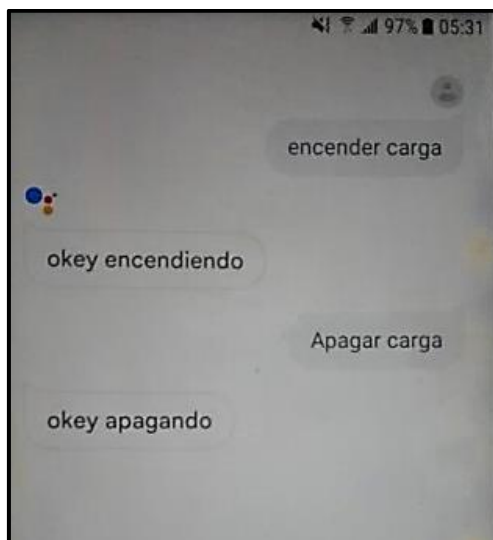 97% 05:31
encender carga
okey encendiendo
Apagar carga
okey apagando